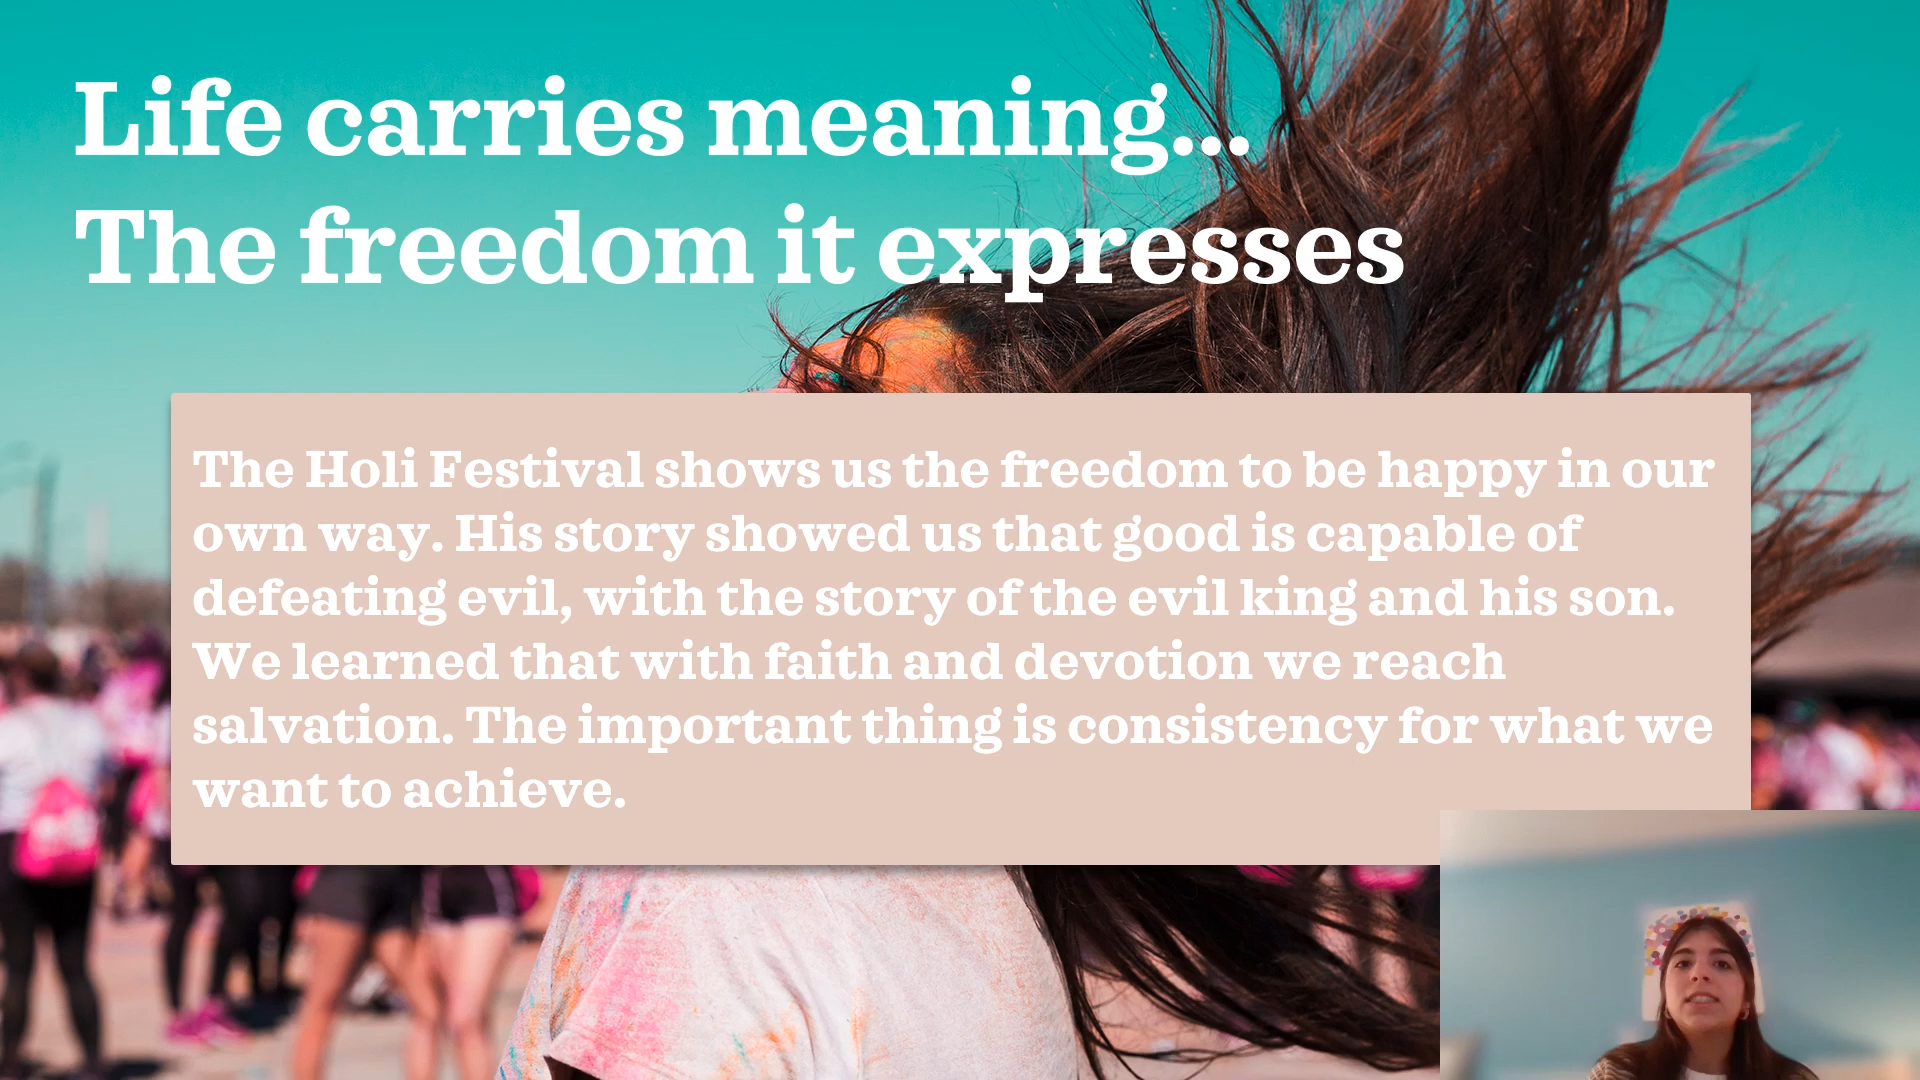 Life carries meaning...
The freedom it expresses
The Holi Festival shows us the freedom to be happy in our
own way. His story showed us that good is capable of
defeating evil, with the story of the evil king and his son.
We learned that with faith and devotion we reach
salvation. The important thing is consistency for what we
want to achieve.